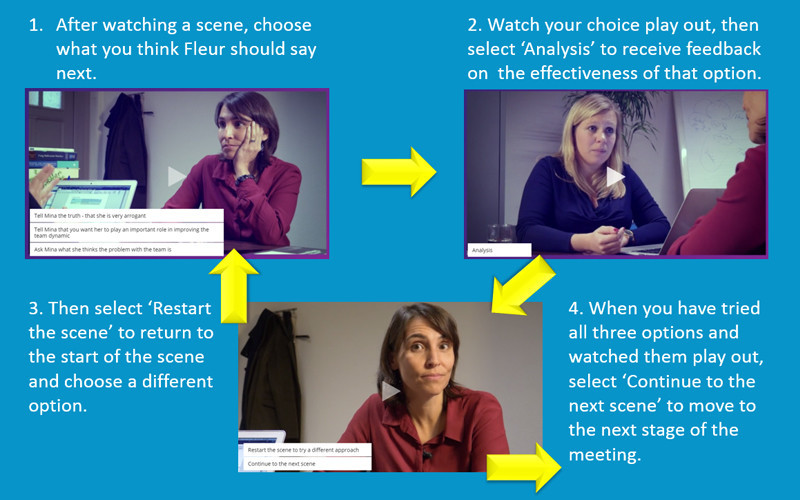 1. After watching a scene, choose
what you think Fleur should say
next.
2. Watch your choice play out, then
select ‘Analysis’ to receive feedback
on the effectiveness of that option.
Tell Mina the truth - that she is very arrogant
Tell Mina that you want her to play an important role in improving the
team dynamic
Ask Mina what she thinks the problem with the team is
Analysis
3. Then select ‘Restart
the scene’ to return to
the start of the scene
and choose a different
option.
Restart the scene to try a different approach
Continue to the next scene
4. When you have tried
all three options and
watched them play out,
select ‘Continue to the
next scene’ to move to
the next stage of the
meeting.